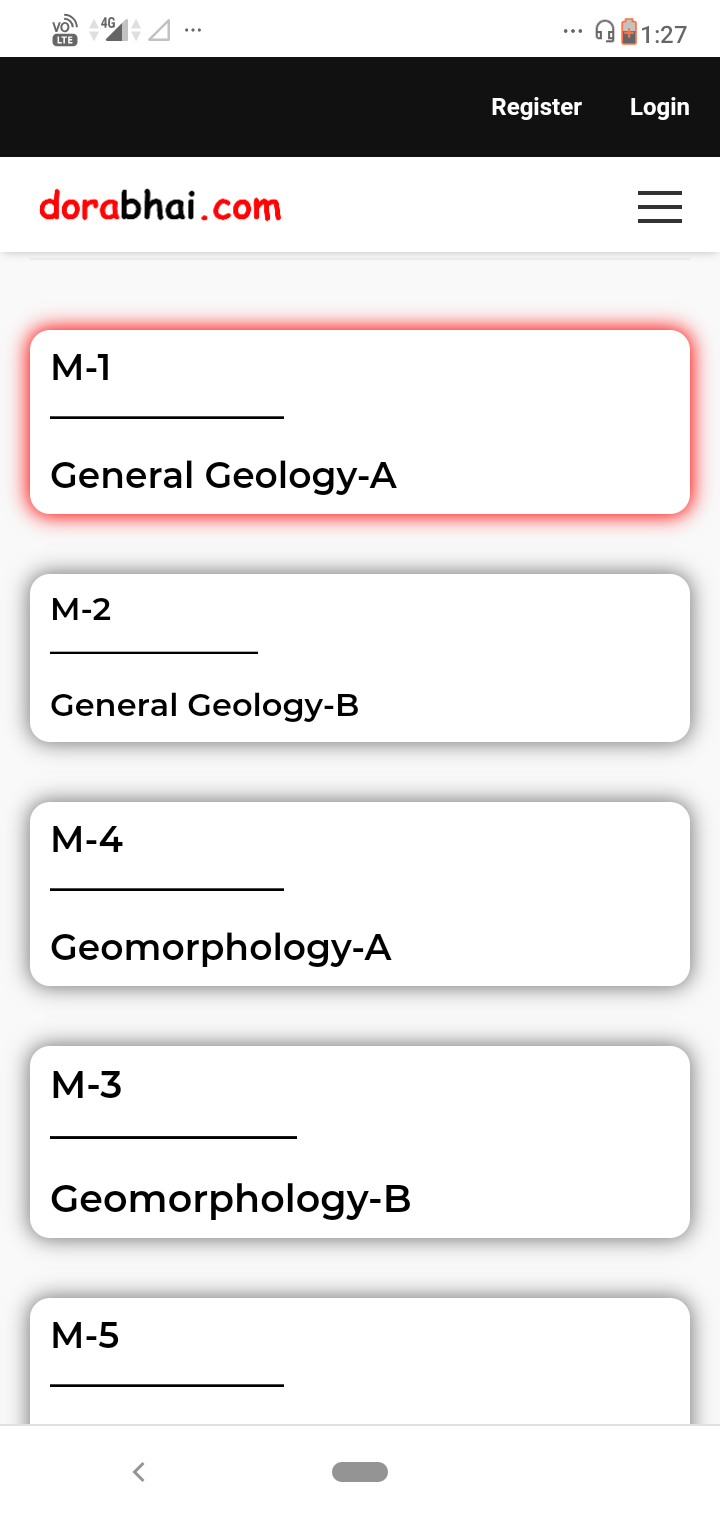 VO
LTE
4G
1:27
Register Login
dorabhai.com
M-1
General Geology-A
M-2
General Geology-B
M-4
Geomorphology-A
M-3
Geomorphology-B
M-5